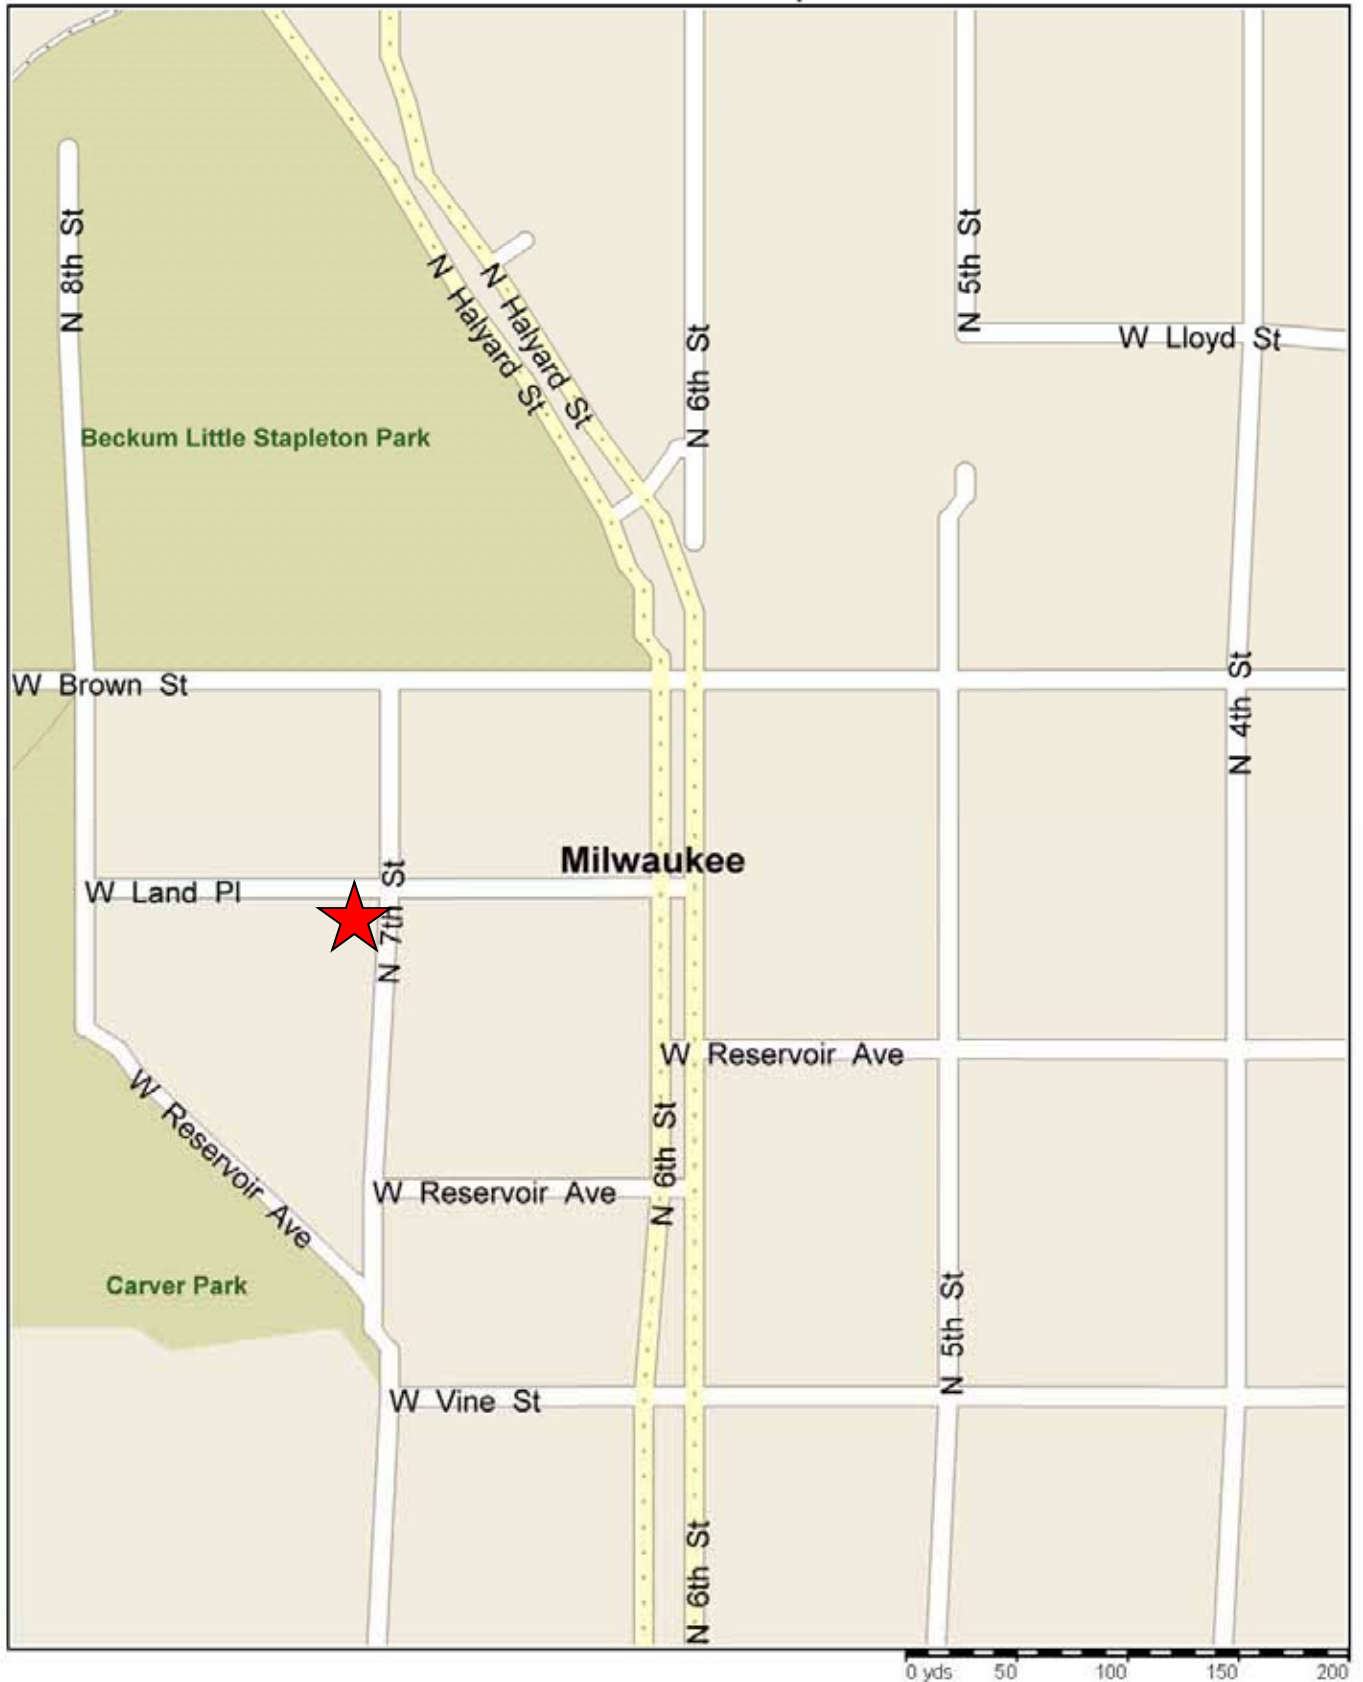 N 8th St
N Halyard St
N Halyard St
N 6th St
N 5th St
W Lloyd St
Beckum Little Stapleton Park
W Brown St
N 4th St
Milwaukee
W Land Pl
N 7th St
W Reservoir Ave
W Reservoir Ave
W Reservoir Ave
N 6th St
Carver Park
N 5th St
W Vine St
N 6th St
0 yds 50 100 150 200